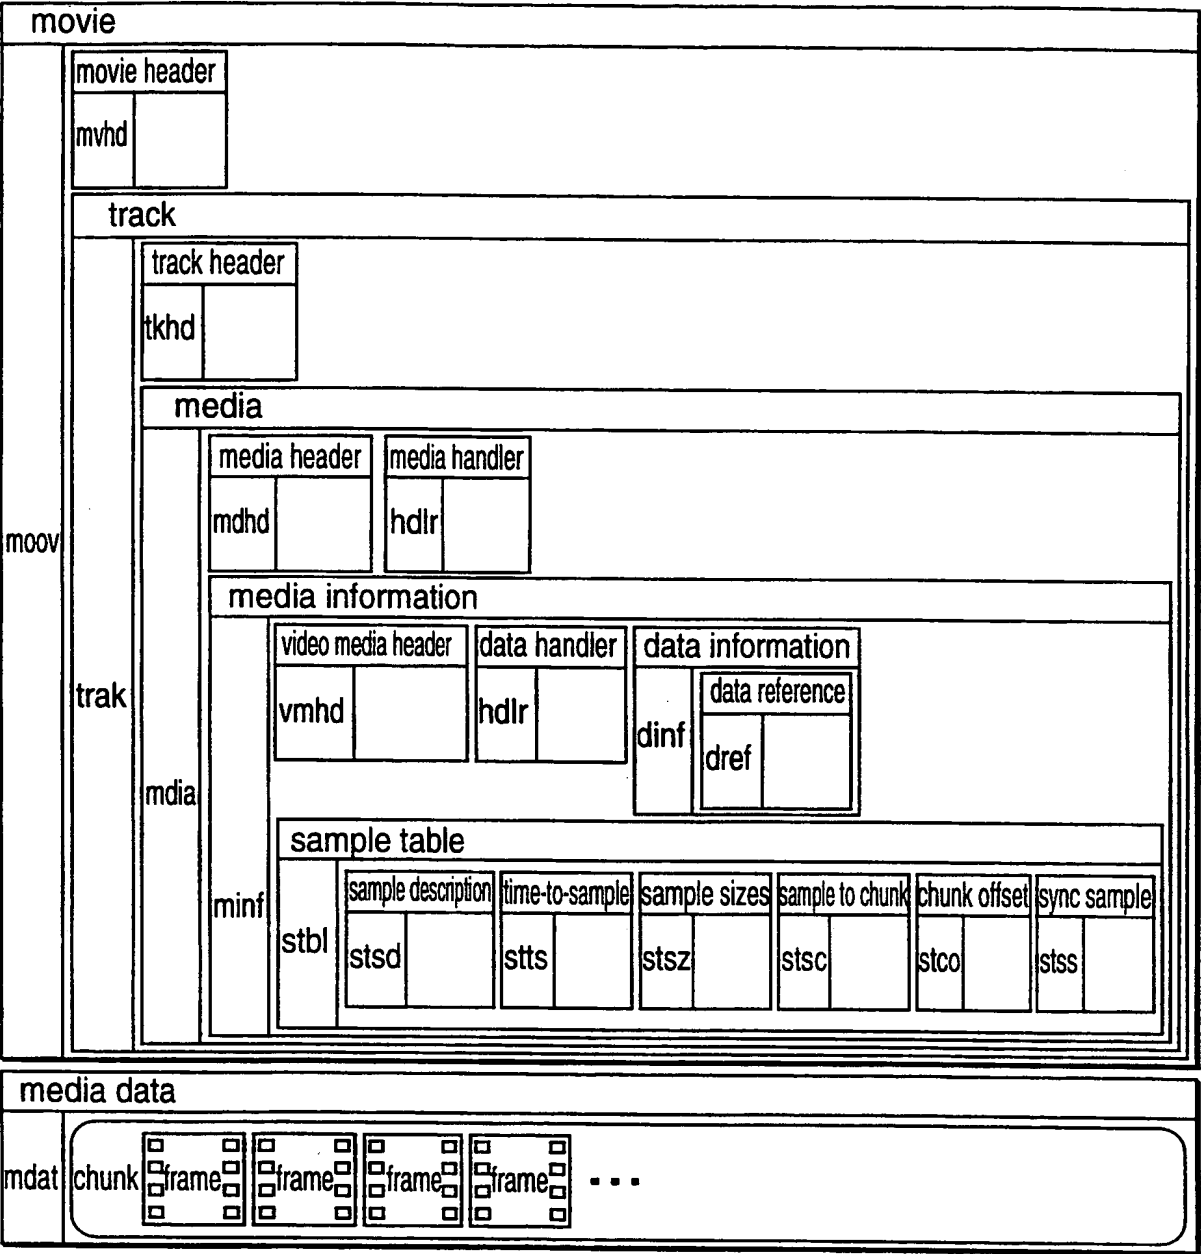 movie
movie header
mvhd
track
track header
tkhd
media
media header media handler
mdhd hdlr
moov
media information
video media header data handler data information
trak
vmhd hdlr dinf
data reference
dref
mdia
sample table
minf
sample description time-to-sample sample sizes sample to chunk chunk offset sync sample
stbl
stsd stts stsz stsc stco stss
media data
mdat chunk frame frame frame frame ...